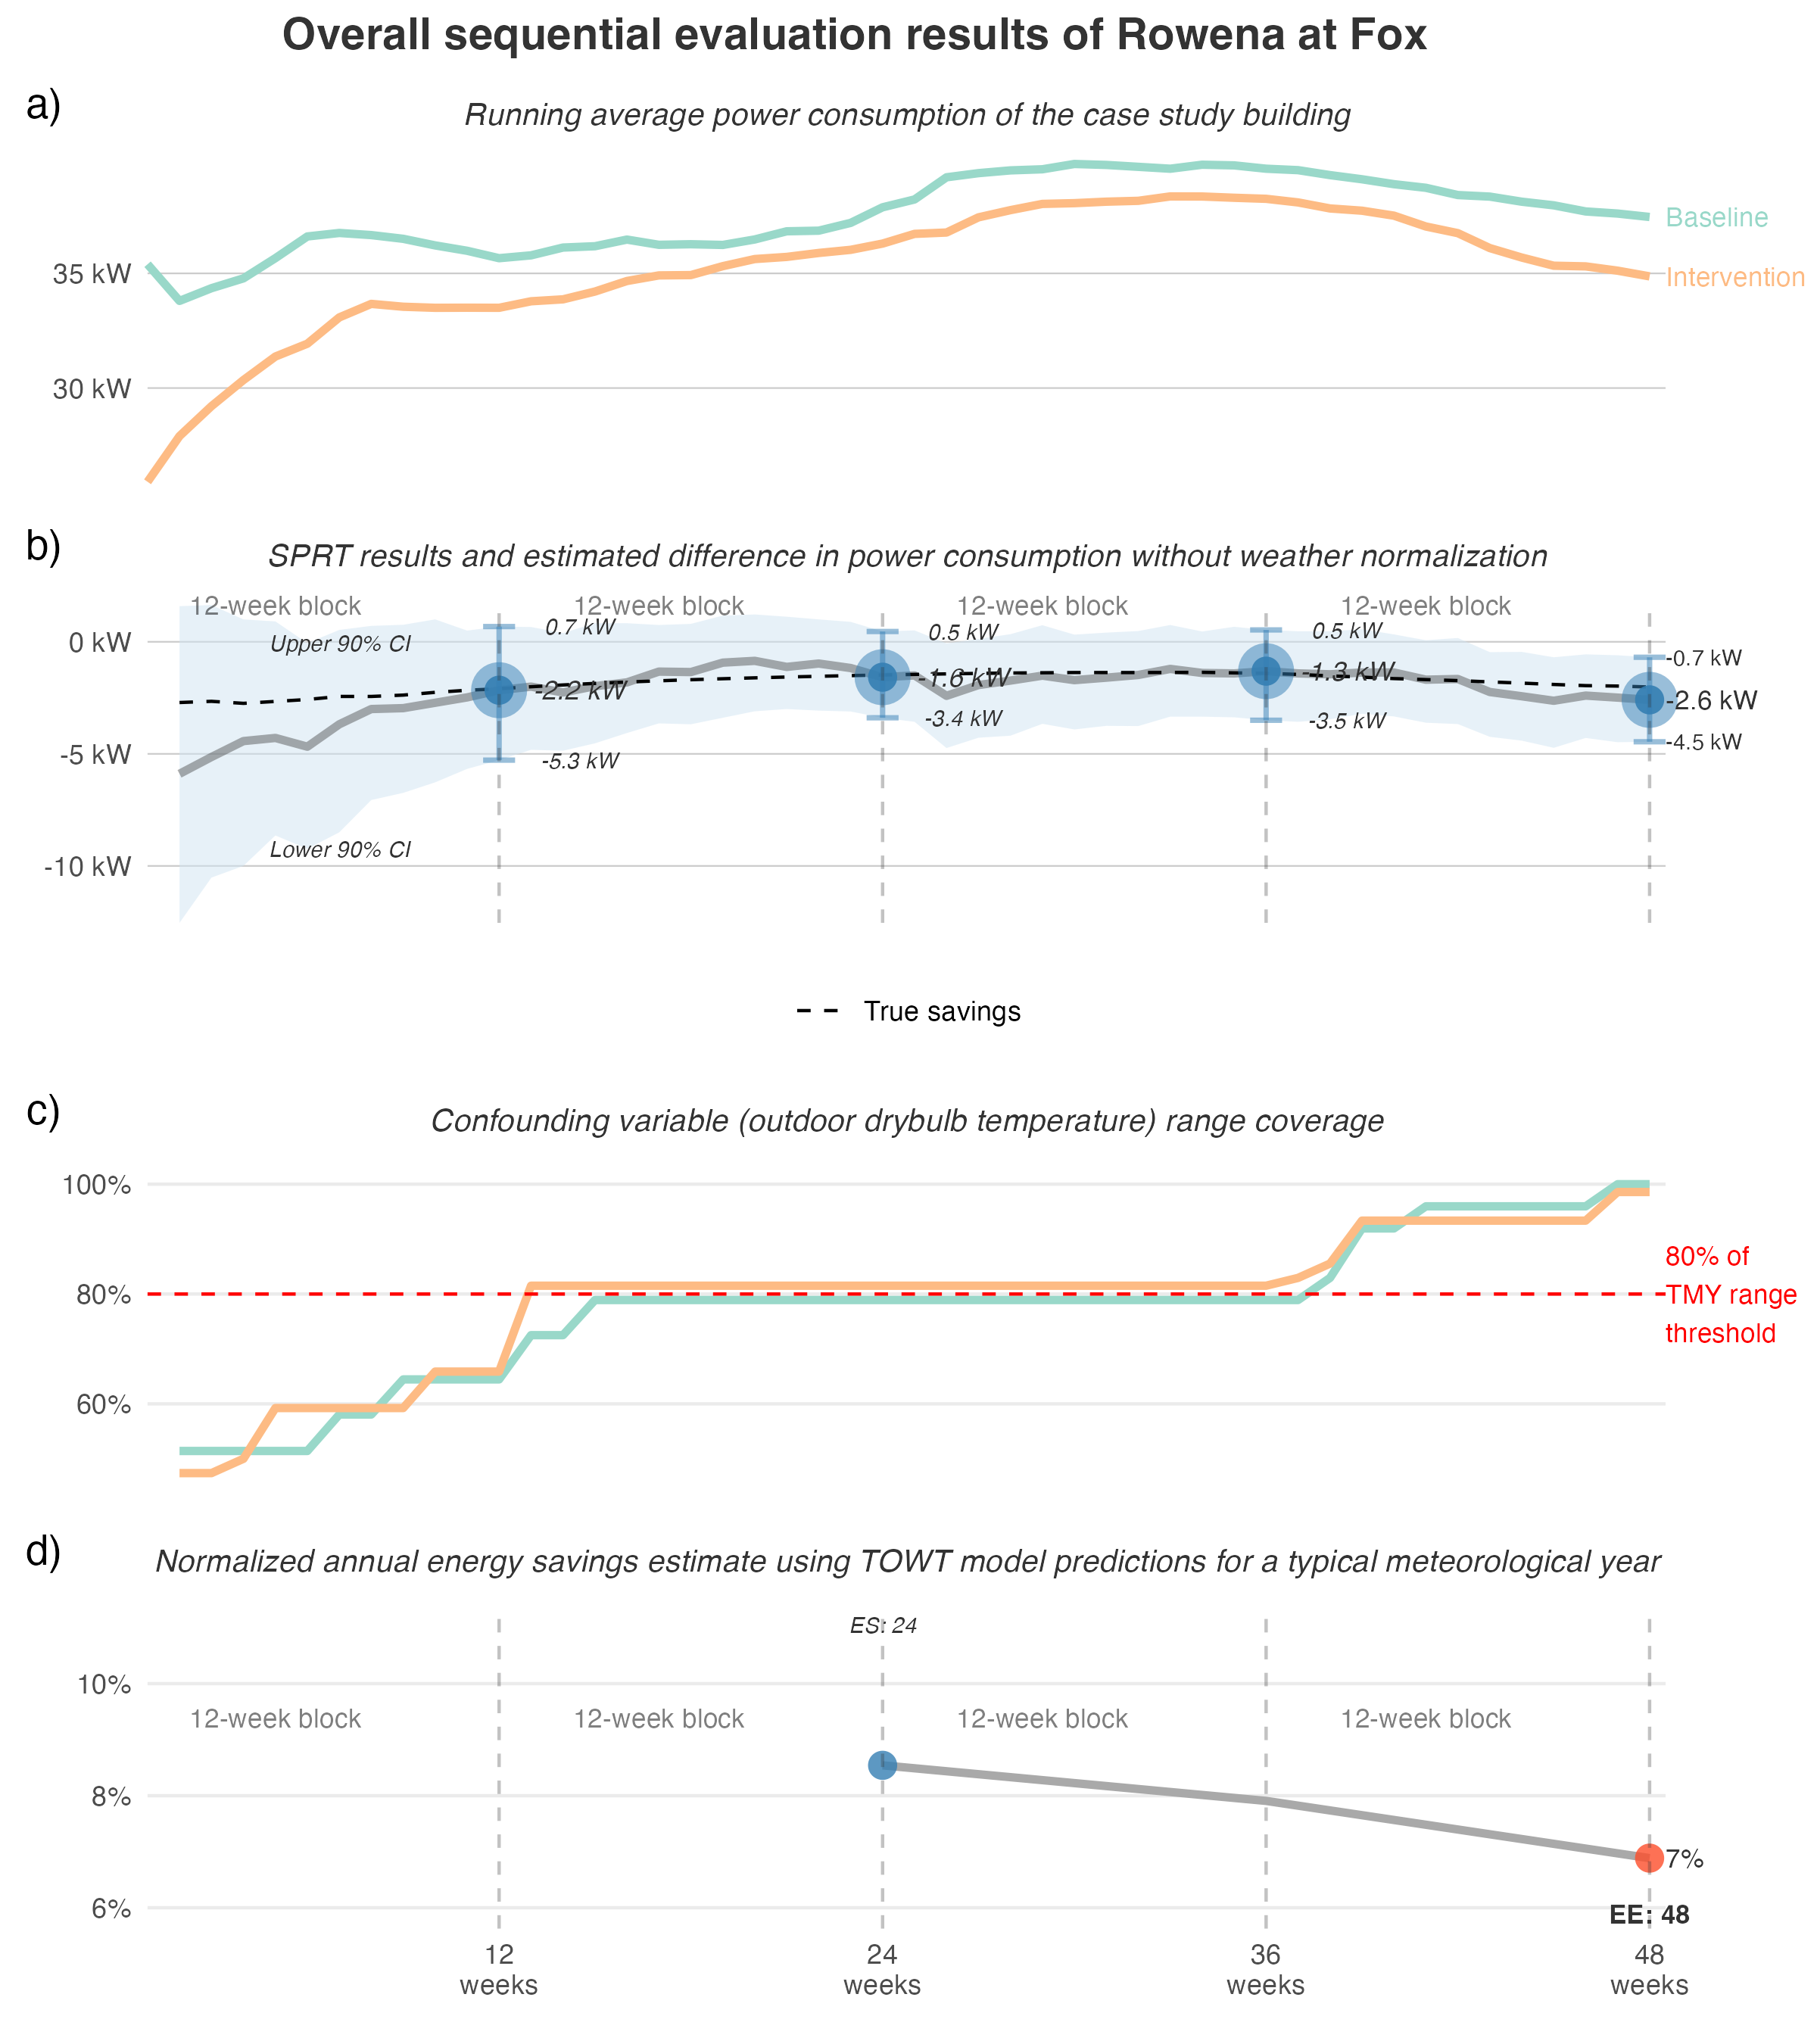 Overall sequential evaluation results of Rowena at Fox
a)
Running average power consumption of the case study building
Baseline
35 kW
Intervention
30 kW
b)
SPRT results and estimated difference in power consumption without weather normalization
12-week block
12-week block
12-week block
12-week block
0 kW
Upper 90% CI
0.7 kW
0.5 kW
0.5 kW
-0.7 kW
-2.2 kW
-1.6 kW
-1.3 kW
-2.6 kW
-3.4 kW
-3.5 kW
-4.5 kW
-5 kW
-5.3 kW
Lower 90% CI
-10 kW
True savings
c)
Confounding variable (outdoor drybulb temperature) range coverage
100%
80%
60%
80% of
TMY range
threshold
d)
Normalized annual energy savings estimate using TOWT model predictions for a typical meteorological year
ES: 24
10%
12-week block
12-week block
12-week block
12-week block
8%
7%
6%
EE: 48
12
weeks
24
weeks
36
weeks
48
weeks